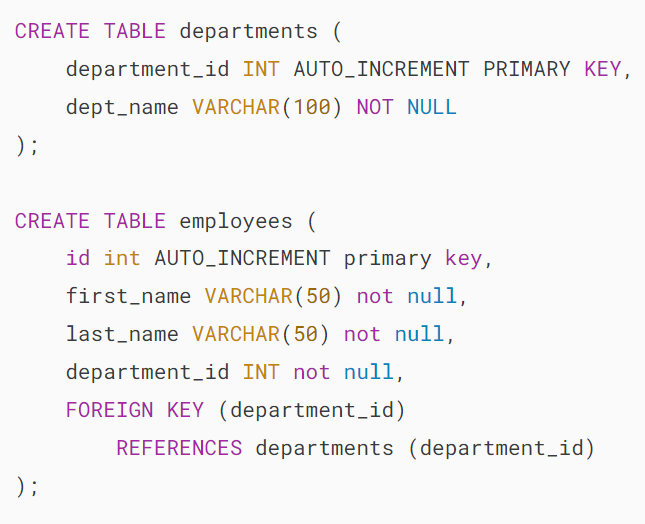 CREATE TABLE departments (
    department_id INT AUTO_INCREMENT PRIMARY KEY,
    dept_name VARCHAR(100) NOT NULL
);

CREATE TABLE employees (
    id int AUTO_INCREMENT primary key,
    first_name VARCHAR(50) not null,
    last_name VARCHAR(50) not null,
    department_id INT not null,
    FOREIGN KEY (department_id)
        REFERENCES departments (department_id)
);